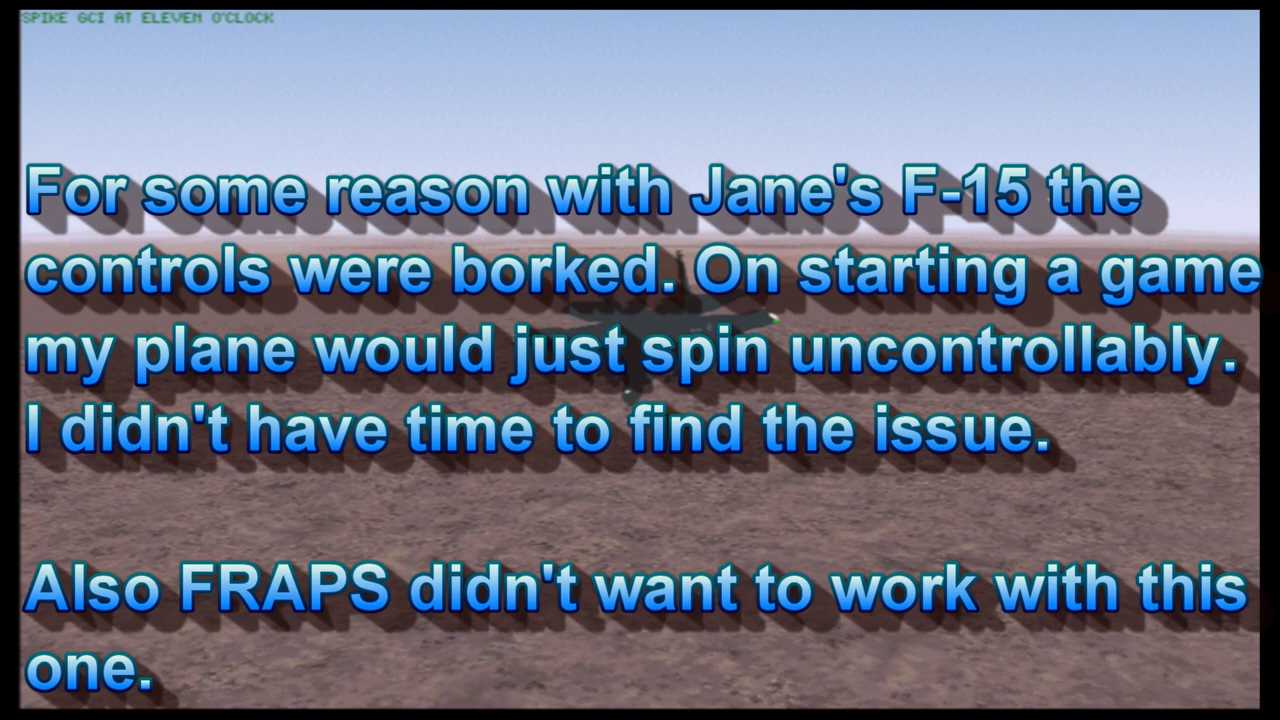 SPIKE GCI AT ELEVEN O'CLOCK
For some reason with Jane's F-15 the
controls were borked. On starting a game
my plane would just spin uncontrollably.
I didn't have time to find the issue.
Also FRAPS didn't want to work with this
one.